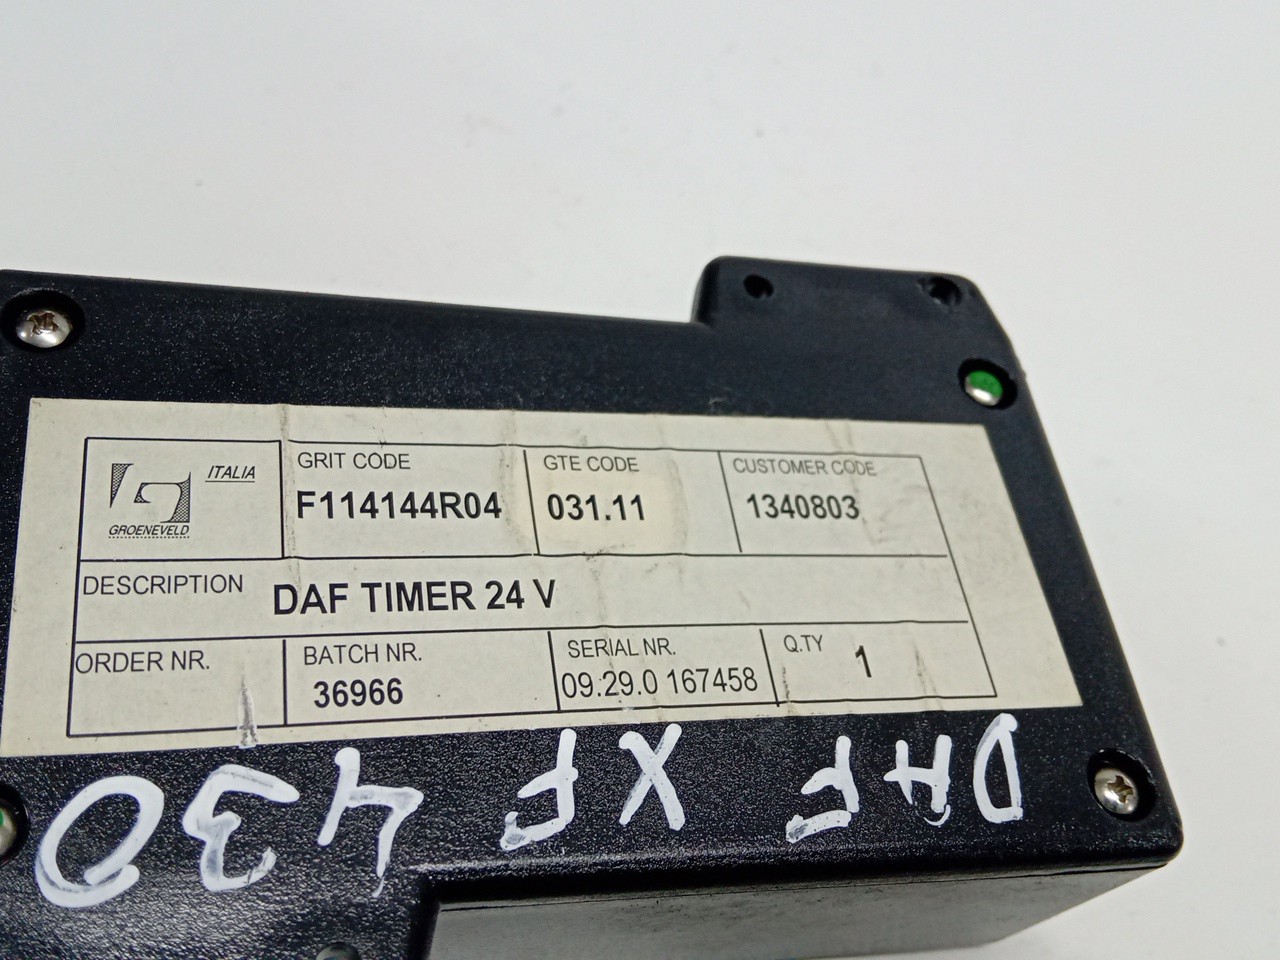 ITALIA
GROENEVELD
GRIT CODE
F114144R04
GTE CODE
031.11
CUSTOMER CODE
1340803
DESCRIPTION DAF TIMER 24 V
ORDER NR.
BATCH NR.
36966
SERIAL NR.
09:29.0 167458
Q.TY 1
DAF XF 430